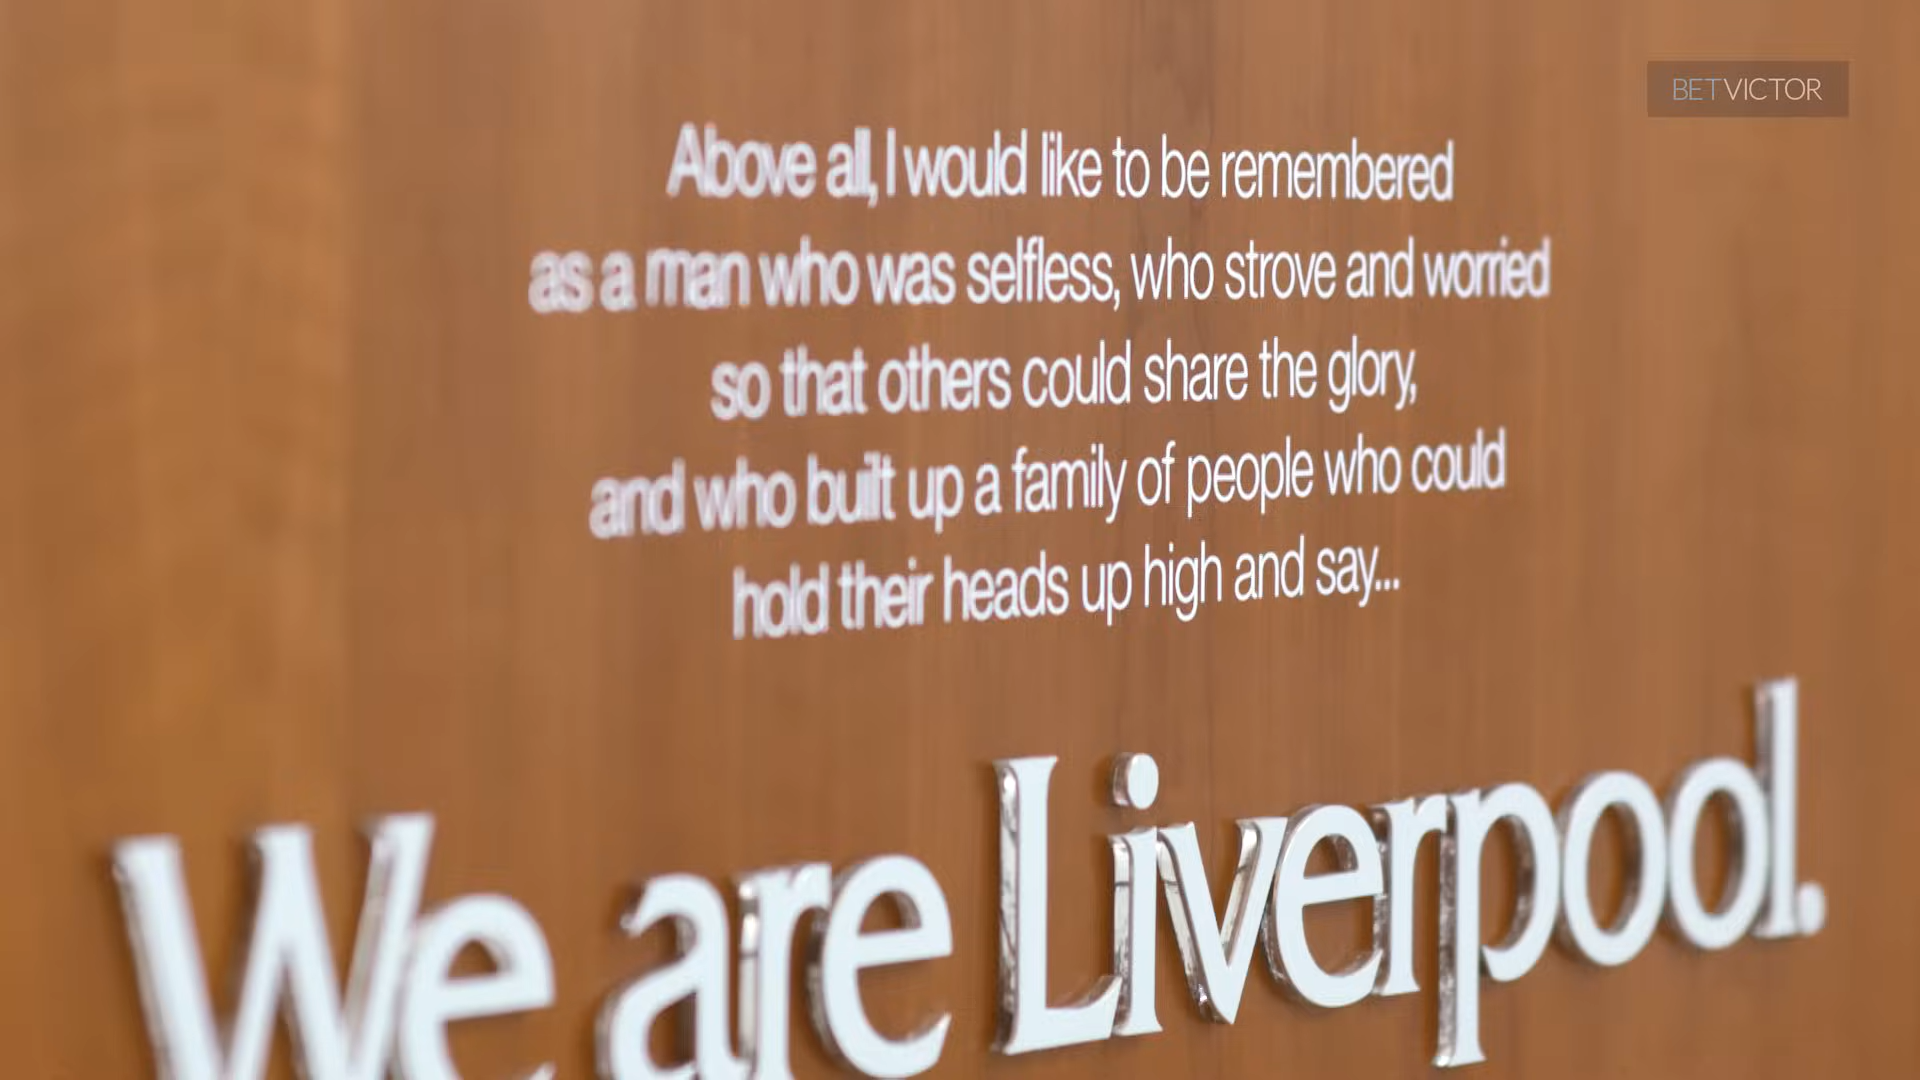 BETVICTOR
Above all, I would like to be remembered
as a man who was selfless, who strove and worried
so that others could share the glory,
and who built up a family of people who could
hold their heads up high and say...
We are Liverpool.